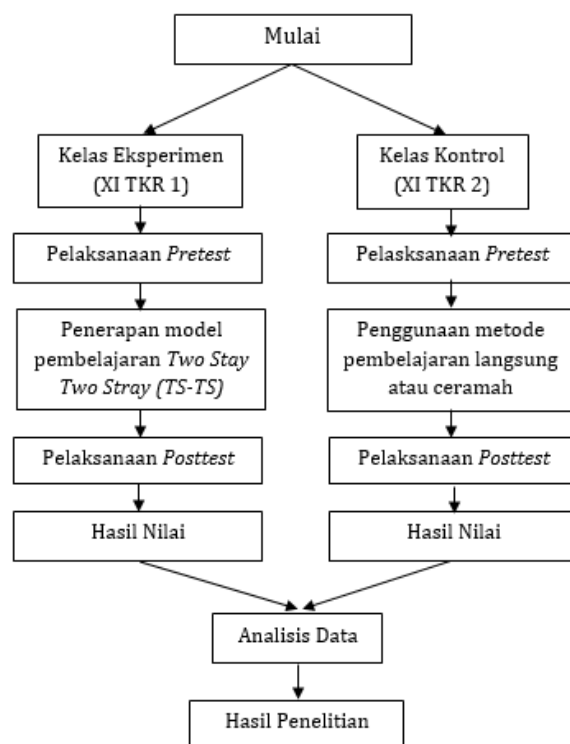 Mulai
Kelas Eksperimen
(XI TKR 1)
Pelaksanaan Pretest
Penerapan model
pembelajaran Two Stay
Two Stray (TS-TS)
Pelaksanaan Posttest
Hasil Nilai
Kelas Kontrol
(XI TKR 2)
Pelasksanaan Pretest
Penggunaan metode
pembelajaran langsung
atau ceramah
Pelaksanaan Posttest
Hasil Nilai
Analisis Data
Hasil Penelitian